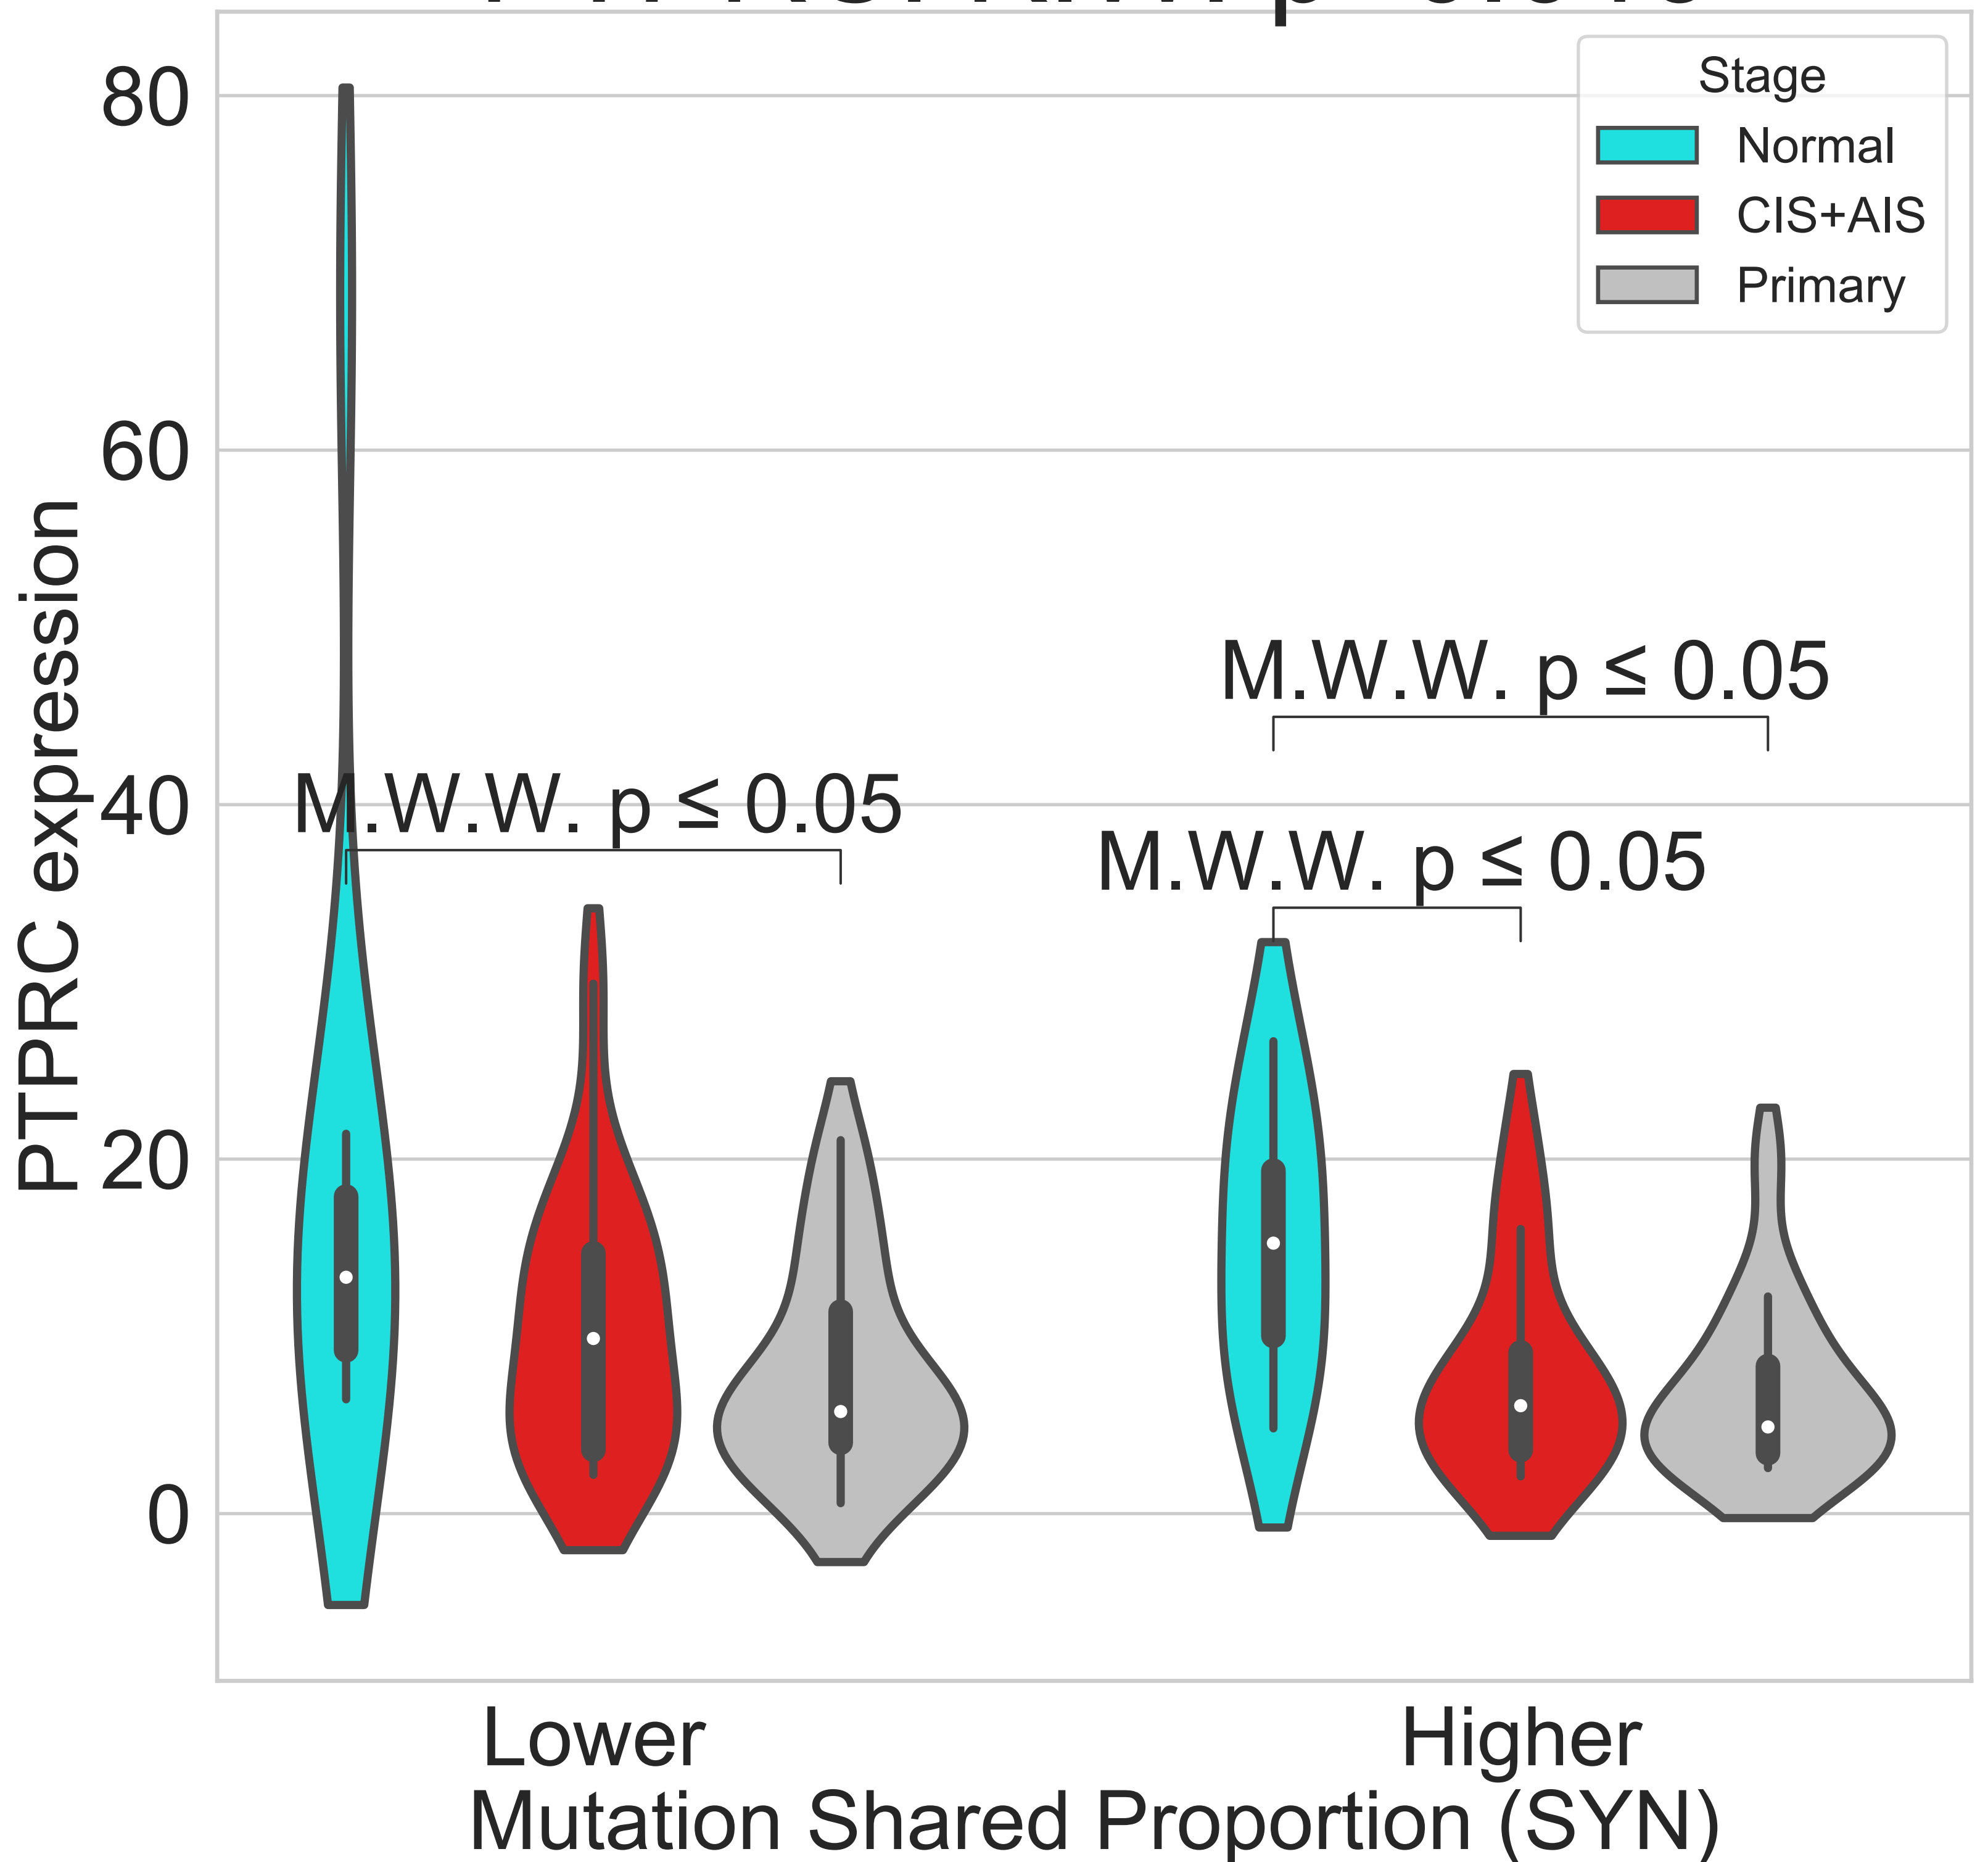 80
60
40
20
0
PTPRC expression
Stage
Normal
CIS+AIS
Primary
M.W.W. p ≤ 0.05
M.W.W. p ≤ 0.05
M.W.W. p ≤ 0.05
Lower
Higher
Mutation Shared Proportion (SYN)